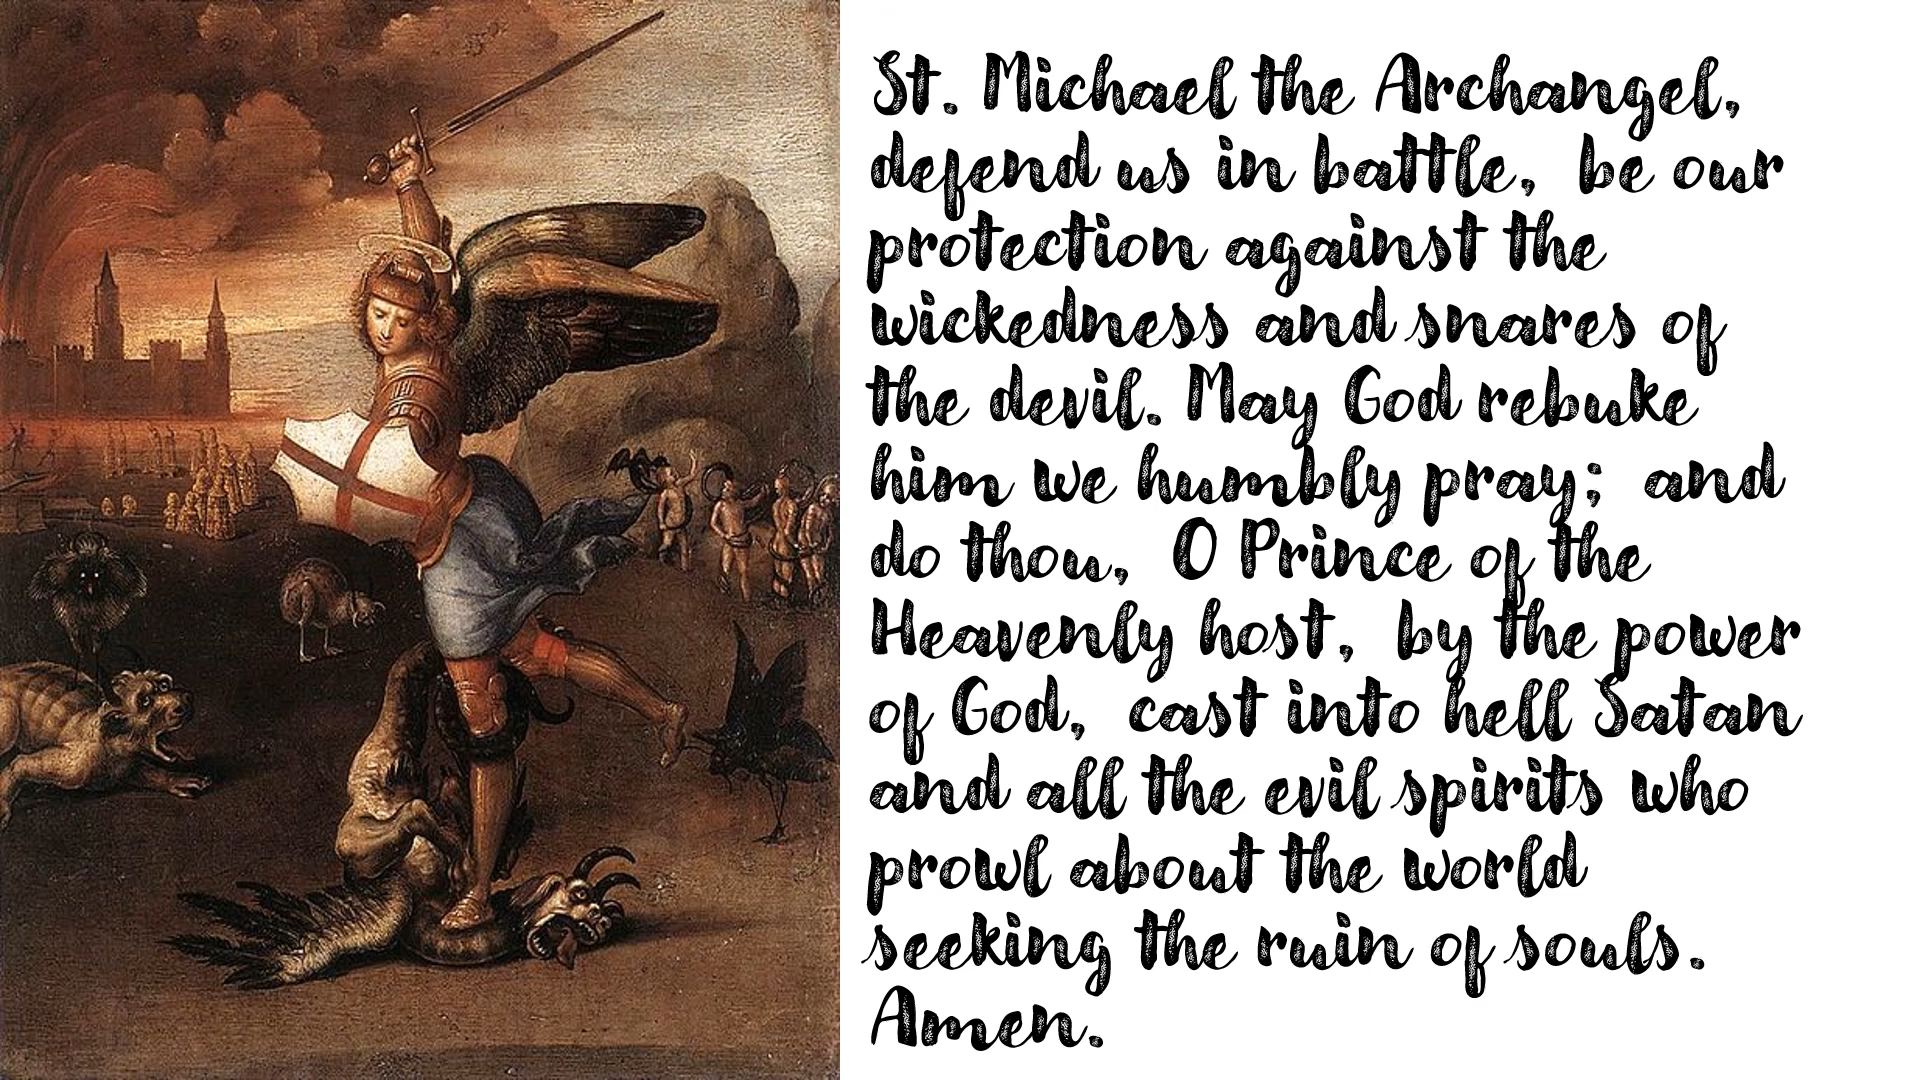 St. Michael the Archangel,
defend us in battle, be our
protection against the
wickedness and snares of
the devil. May God rebuke
him we humbly pray; and
do thou, O Prince of the
Heavenly host, by the power
of God, cast into hell Satan
and all the evil spirits who
prowl about the world
seeking the ruin of souls.
Amen.